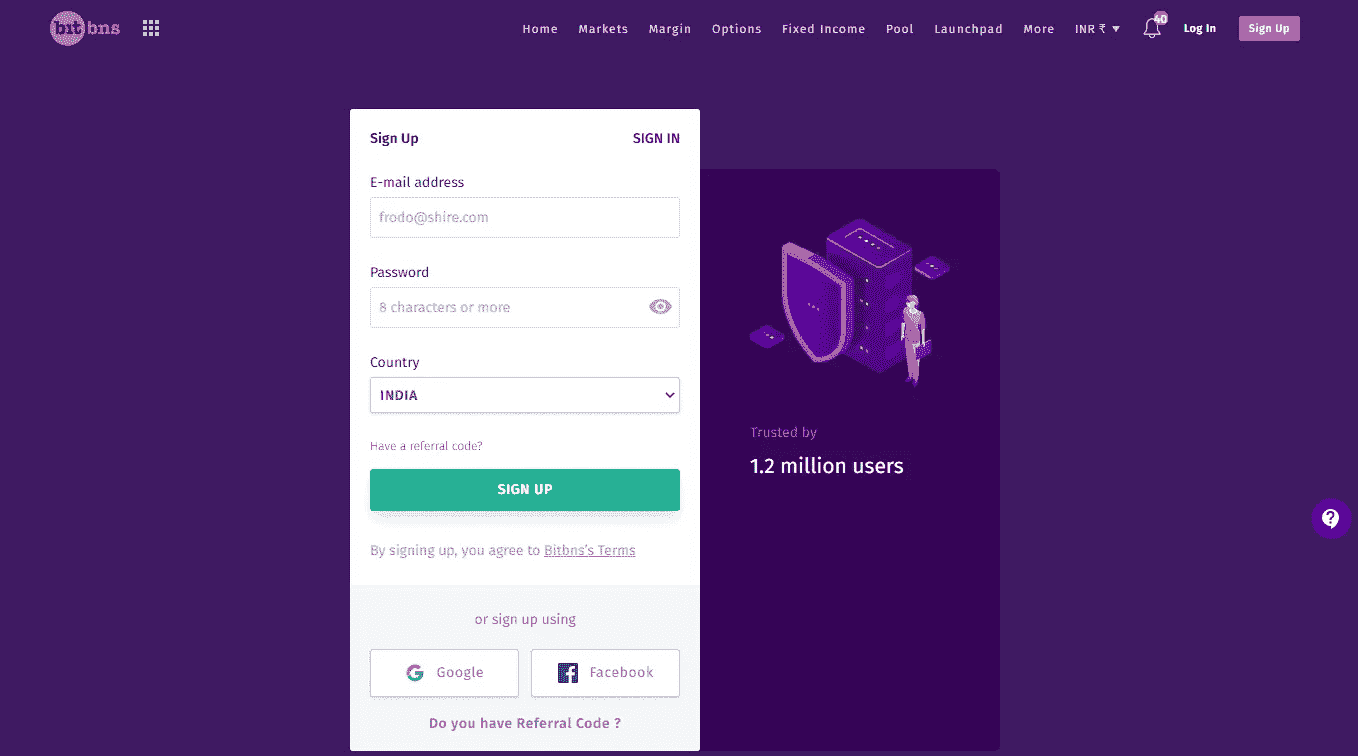 bitbns
Home Markets Margin Options Fixed Income Pool Launchpad More INR ₹ 40 Log In Sign Up
Sign Up SIGN IN
E-mail address
frodo@shire.com
Password
8 characters or more
Country
INDIA
Have a referral code?
SIGN UP
By signing up, you agree to Bitbns's Terms
or sign up using
Google Facebook
Do you have Referral Code ?
Trusted by
1.2 million users